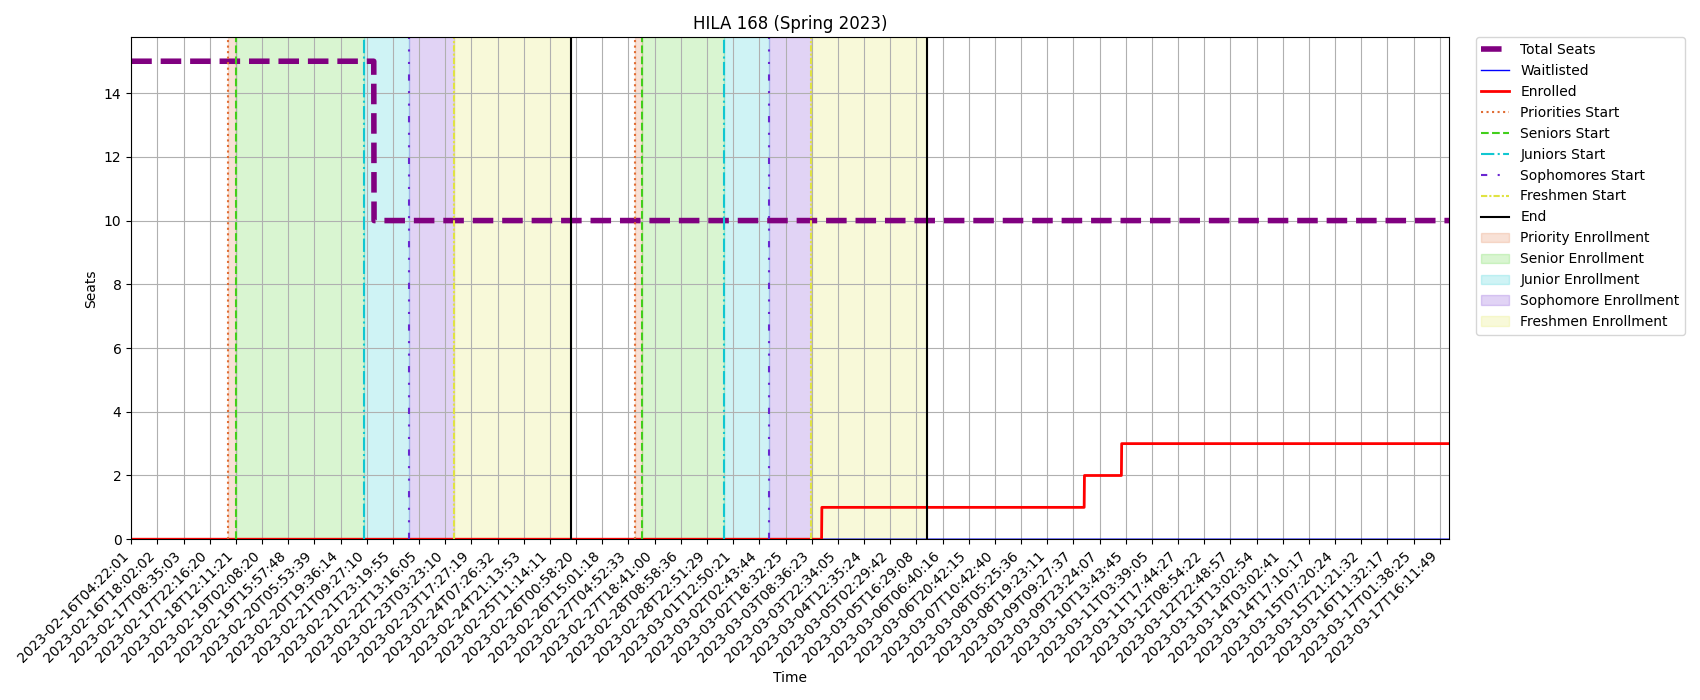 HILA 168 (Spring 2023)
Seats
14
12
10
8
6
4
2
0
2023-02-16T04:22:01
2023-02-16T18:02:02
2023-02-17T08:35:03
2023-02-17T22:16:20
2023-02-18T12:11:21
2023-02-19T02:08:20
2023-02-19T15:57:48
2023-02-20T05:53:39
2023-02-20T19:36:14
2023-02-21T09:27:10
2023-02-21T23:19:55
2023-02-22T13:16:05
2023-02-23T03:23:10
2023-02-23T17:27:19
2023-02-24T07:26:32
2023-02-24T21:13:53
2023-02-25T11:14:11
2023-02-26T00:58:20
2023-02-26T15:01:18
2023-02-27T04:52:33
2023-02-27T18:41:00
2023-02-28T08:58:36
2023-02-28T22:51:29
2023-03-01T12:50:21
2023-03-02T02:43:44
2023-03-02T18:32:25
2023-03-03T08:36:23
2023-03-03T22:34:05
2023-03-04T12:35:24
2023-03-05T02:29:42
2023-03-05T16:29:08
2023-03-06T06:40:16
2023-03-06T20:42:15
2023-03-07T10:42:40
2023-03-08T05:25:36
2023-03-08T19:23:11
2023-03-09T09:27:37
2023-03-09T23:24:07
2023-03-10T13:43:45
2023-03-11T03:39:05
2023-03-11T17:44:27
2023-03-12T08:54:22
2023-03-12T22:48:57
2023-03-13T13:02:54
2023-03-14T03:02:41
2023-03-14T17:10:17
2023-03-15T07:20:24
2023-03-15T21:21:32
2023-03-16T11:32:17
2023-03-17T01:38:25
2023-03-17T16:11:49
Time
Total Seats
Waitlisted
Enrolled
Priorities Start
Seniors Start
Juniors Start
Sophomores Start
Freshmen Start
End
Priority Enrollment
Senior Enrollment
Junior Enrollment
Sophomore Enrollment
Freshmen Enrollment